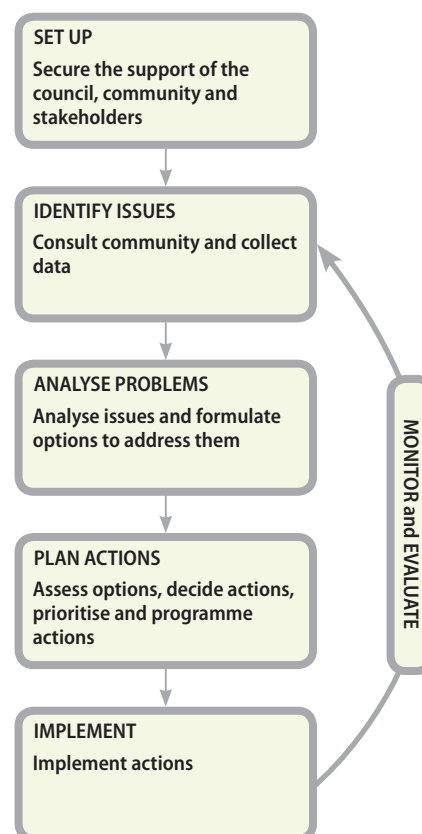 SET UP
Secure the support of the
council, community and
stakeholders
IDENTIFY ISSUES
Consult community and collect
data
ANALYSE PROBLEMS
Analyse issues and formulate
options to address them
PLAN ACTIONS
Assess options, decide actions,
prioritise and programme
actions
IMPLEMENT
Implement actions
MONITOR and EVALUATE